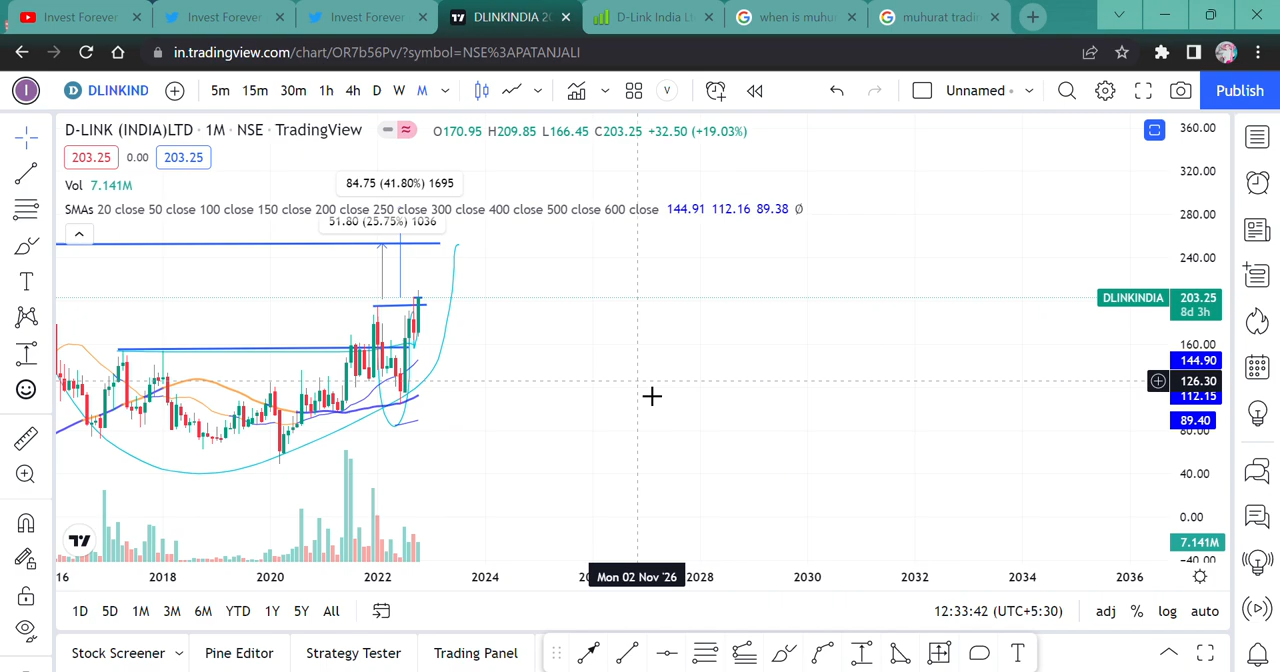 Invest Forever
Invest Forever
Invest Forever
DLINKINDIA 20
D-Link India Lt
when is muhur
muhurat tradin
in.tradingview.com/chart/OR7b56Pv/?symbol=NSE%3APATANJALI
I
D DLINKIND
5m 15m 30m 1h 4h D W M
V
Unnamed
Publish
D-LINK (INDIA)LTD · 1M · NSE · TradingView
O170.95 H209.85 L166.45 C203.25 +32.50 (+19.03%)
203.25 0.00 203.25
Vol 7.141M
84.75 (41.80%) 1695
SMAs 20 close 50 close 100 close 150 close 200 close 250 close 300 close 400 close 500 close 600 close 144.91 112.16 89.38 Ø
51.80 (25.75%) 1036
360.00
320.00
280.00
240.00
DLINKINDIA 203.25
8d 3h
160.00
144.90
126.30
112.15
89.40
80.00
40.00
0.00
7.141M
-40.00
16 2018 2020 2022 2024 Mon 02 Nov '26 2028 2030 2032 2034 2036
1D 5D 1M 3M 6M YTD 1Y 5Y All
12:33:42 (UTC+5:30) adj % log auto
Stock Screener Pine Editor Strategy Tester Trading Panel
T